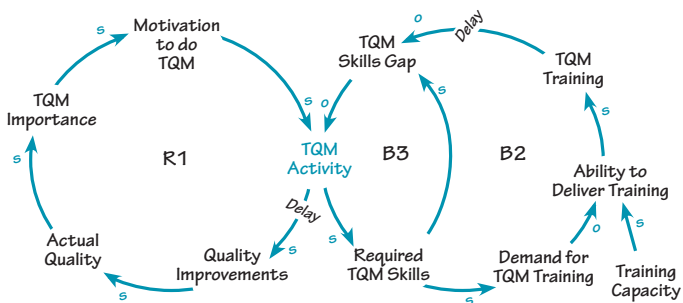 Motivation
to do
TQM
s
s
TQM
Importance
s
R1
Actual
Quality
s
Quality
Improvements
s
Delay
TQM
Activity
s
o
TQM
Skills Gap
o
Delay
TQM
Training
s
B3
B2
s
Ability to
Deliver Training
s
Required
TQM Skills
s
Demand for
TQM Training
o
s
Training
Capacity